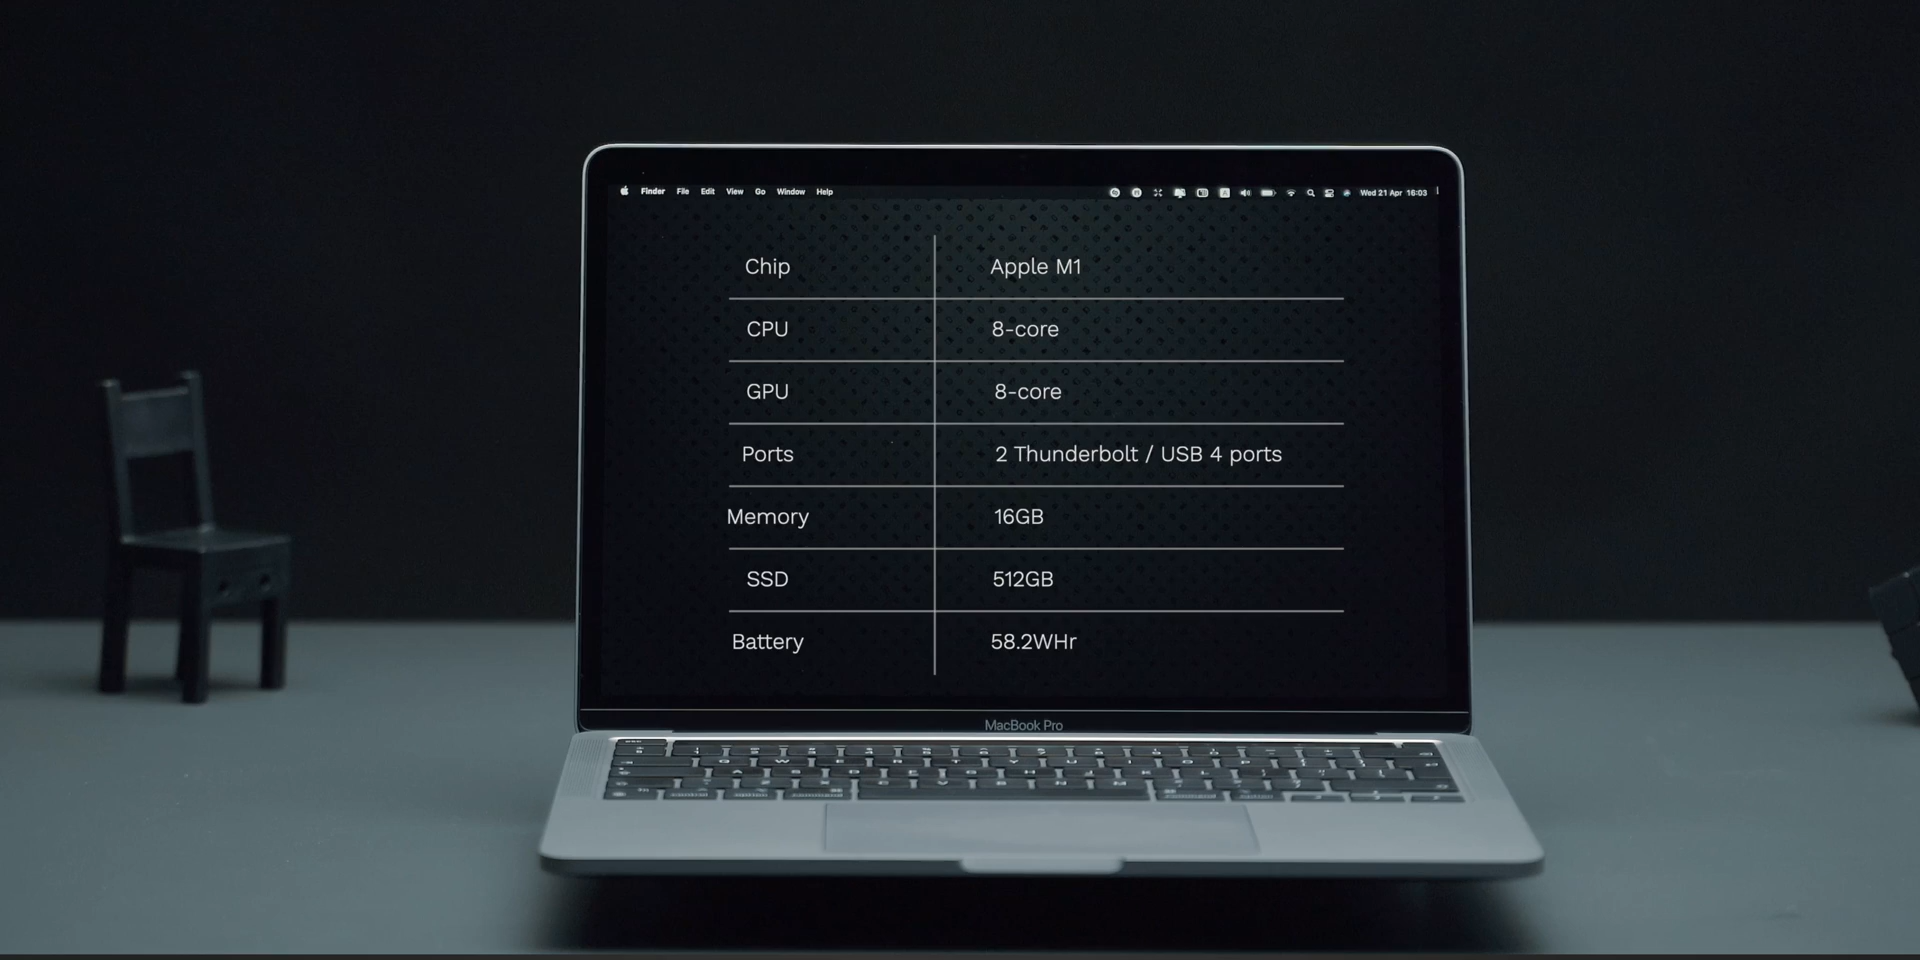 Finder File Edit View Go Window Help
Wed 21 Apr 16:03
Chip Apple M1
CPU 8-core
GPU 8-core
Ports 2 Thunderbolt / USB 4 ports
Memory 16GB
SSD 512GB
Battery 58.2WHr
MacBook Pro